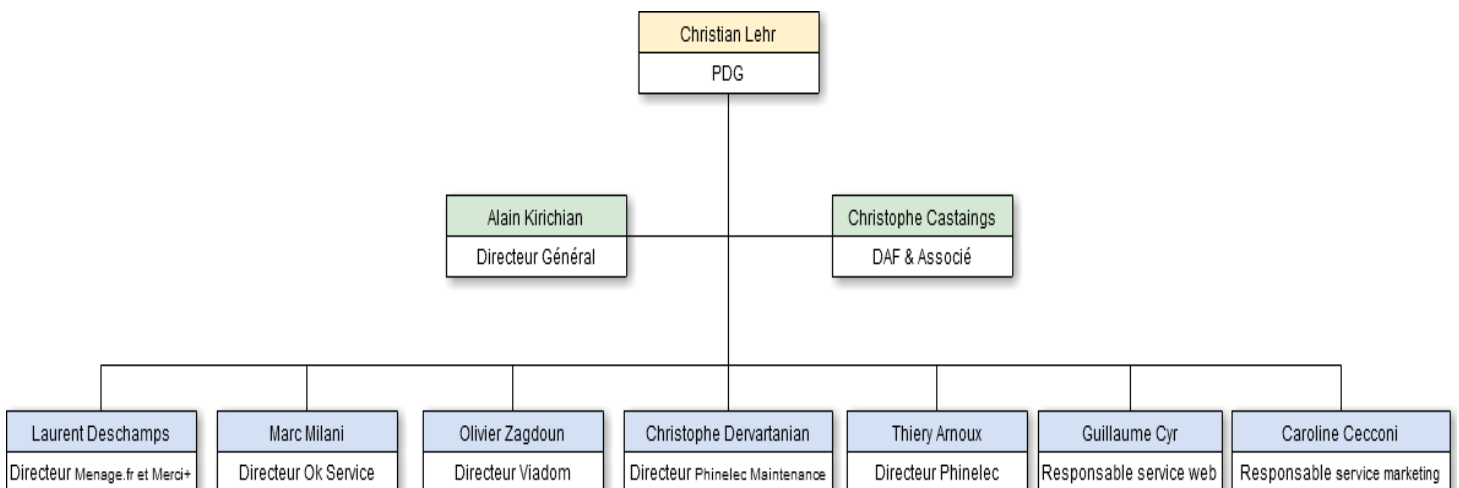 Christian Lehr
PDG
Alain Kirichian
Directeur Général
Christophe Castaings
DAF & Associé
Laurent Deschamps
Directeur Menage.fr et Merci+
Marc Milani
Directeur Ok Service
Olivier Zagdoun
Directeur Viadom
Christophe Dervartanian
Directeur Phinelec Maintenance
Thiery Arnoux
Directeur Phinelec
Guillaume Cyr
Responsable service web
Caroline Cecconi
Responsable service marketing